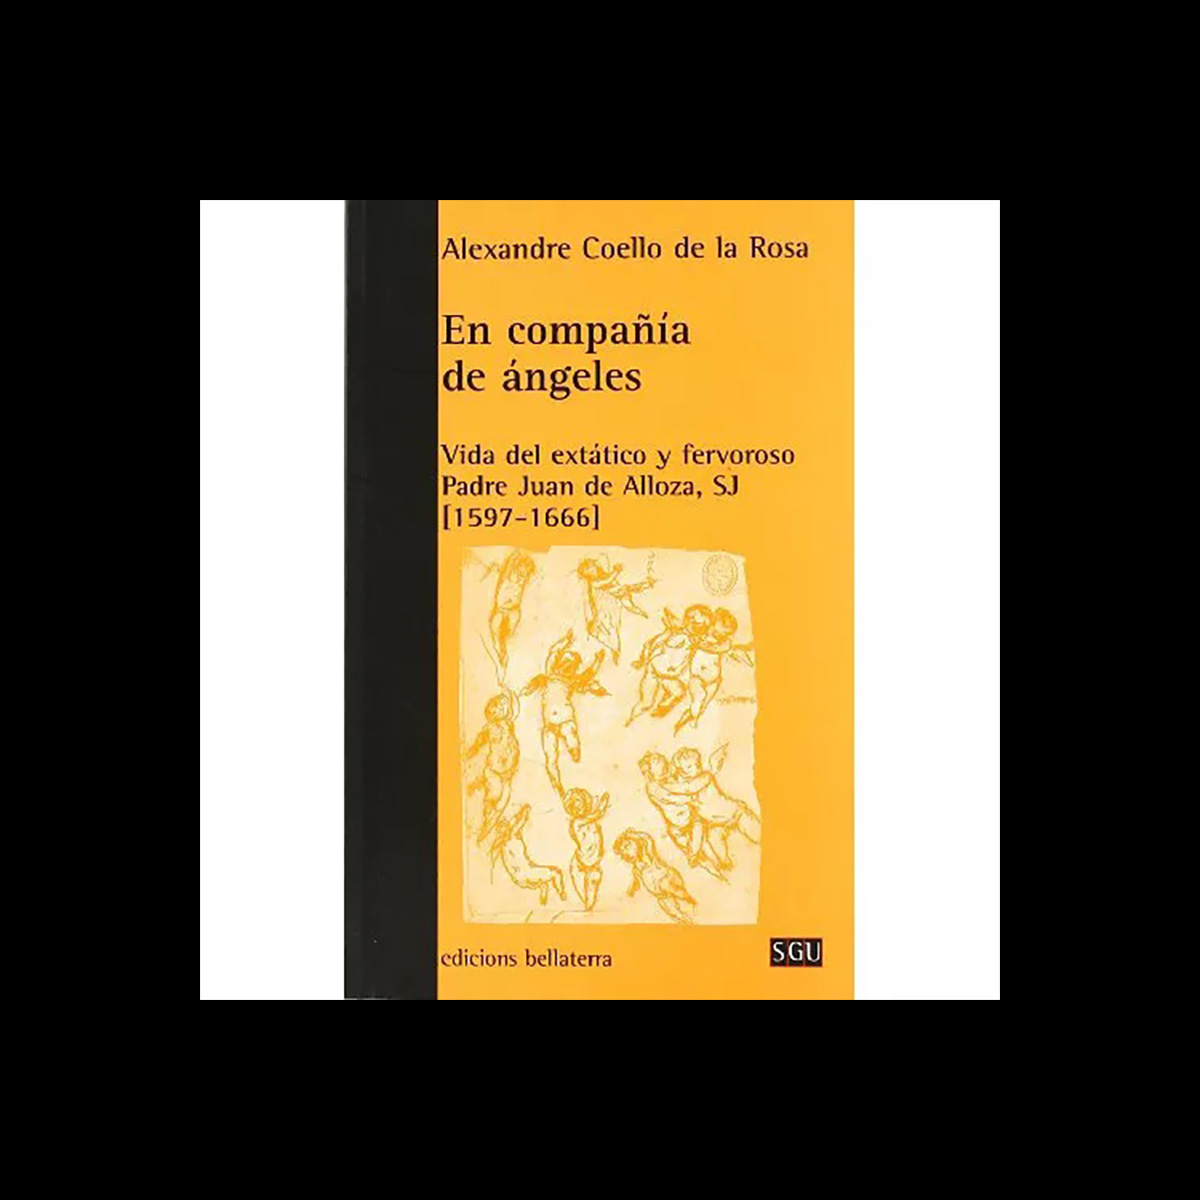 Alexandre Coello de la Rosa
En compañía
de ángeles
Vida del extático y fervoroso
Padre Juan de Alloza, SJ
[1597-1666]
edicions bellaterra
SGU